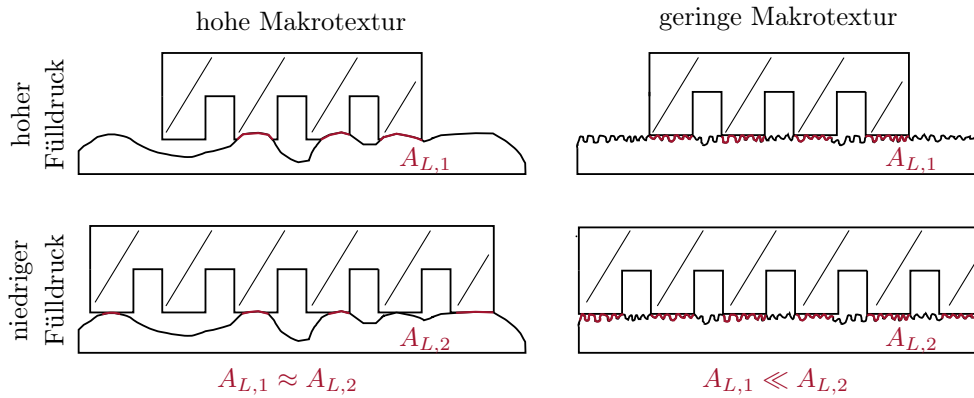 hohe Makrotextur
geringe Makrotextur
hoher
Fülldruck
A_{L,1}
A_{L,1}
niedriger
Fülldruck
A_{L,2}
A_{L,2}
A_{L,1} ≈ A_{L,2}
A_{L,1} ≪ A_{L,2}